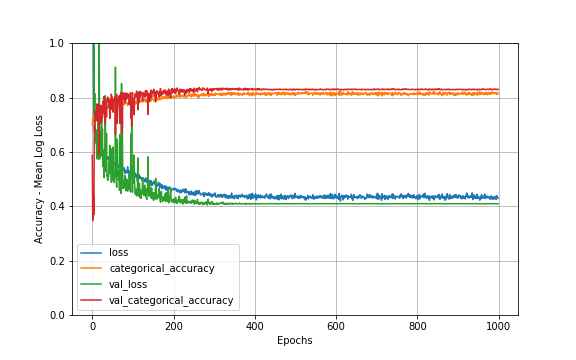 1.0
0.8
0.6
0.4
0.2
0.0
Accuracy - Mean Log Loss
loss
categorical_accuracy
val_loss
val_categorical_accuracy
0 200 400 600 800 1000
Epochs